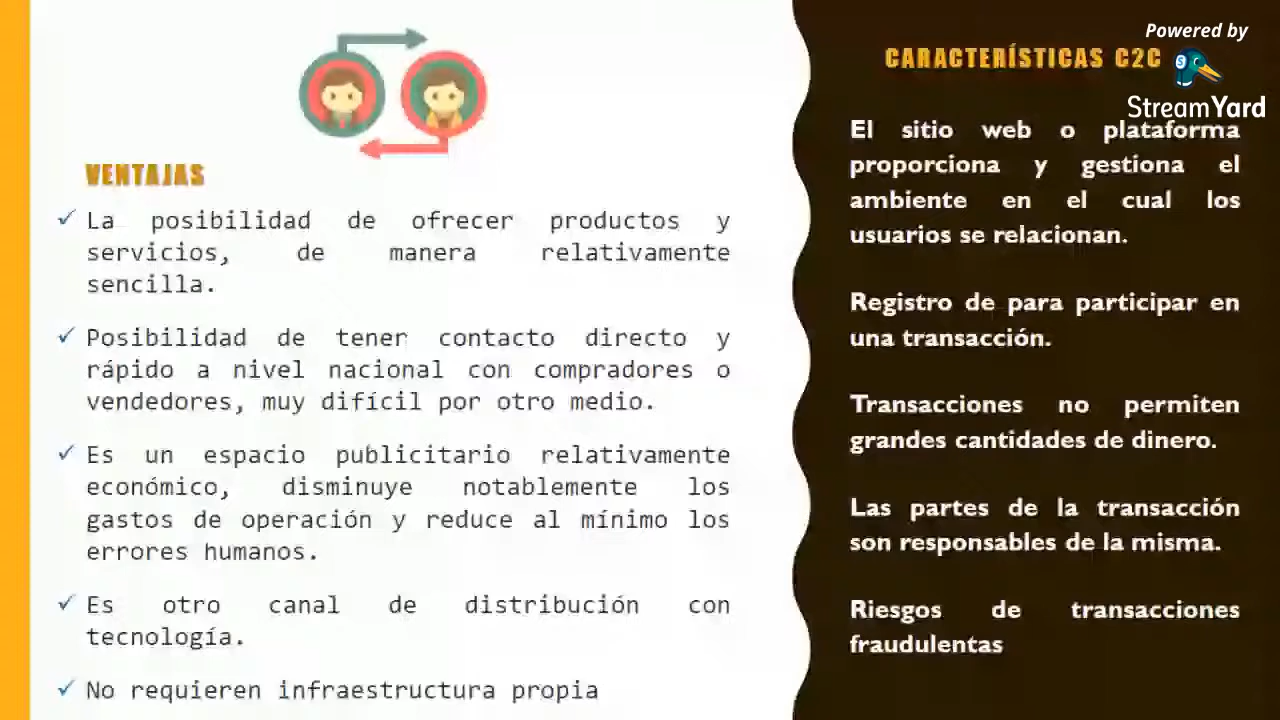 VENTAJAS
La posibilidad de ofrecer productos y
servicios, de manera relativamente
sencilla.
Posibilidad de tener contacto directo y
rápido a nivel nacional con compradores o
vendedores, muy difícil por otro medio.
Es un espacio publicitario relativamente
económico, disminuye notablemente los
gastos de operación y reduce al mínimo los
errores humanos.
Es otro canal de distribución con
tecnología.
No requieren infraestructura propia
Powered by
StreamYard
CARACTERÍSTICAS C2C
El sitio web o plataforma
proporciona y gestiona el
ambiente en el cual los
usuarios se relacionan.
Registro de para participar en
una transacción.
Transacciones no permiten
grandes cantidades de dinero.
Las partes de la transacción
son responsables de la misma.
Riesgos de transacciones
fraudulentas